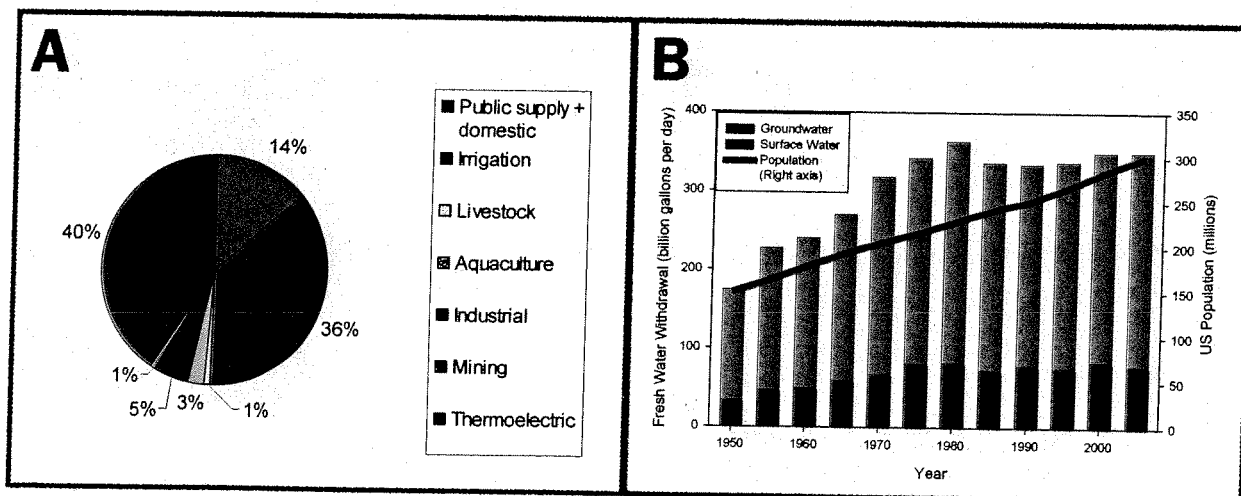 A
Public supply +
domestic
Irrigation
Livestock
Aquaculture
Industrial
Mining
Thermoelectric
14%
40%
36%
1%
5%
3%
1%
B
Groundwater
Surface Water
Population
(Right axis)
Fresh Water Withdrawal (billion gallons per day)
400
300
200
100
0
350
300
250
200
150
100
50
0
US Population (millions)
1950
1960
1970
1980
1990
2000
Year